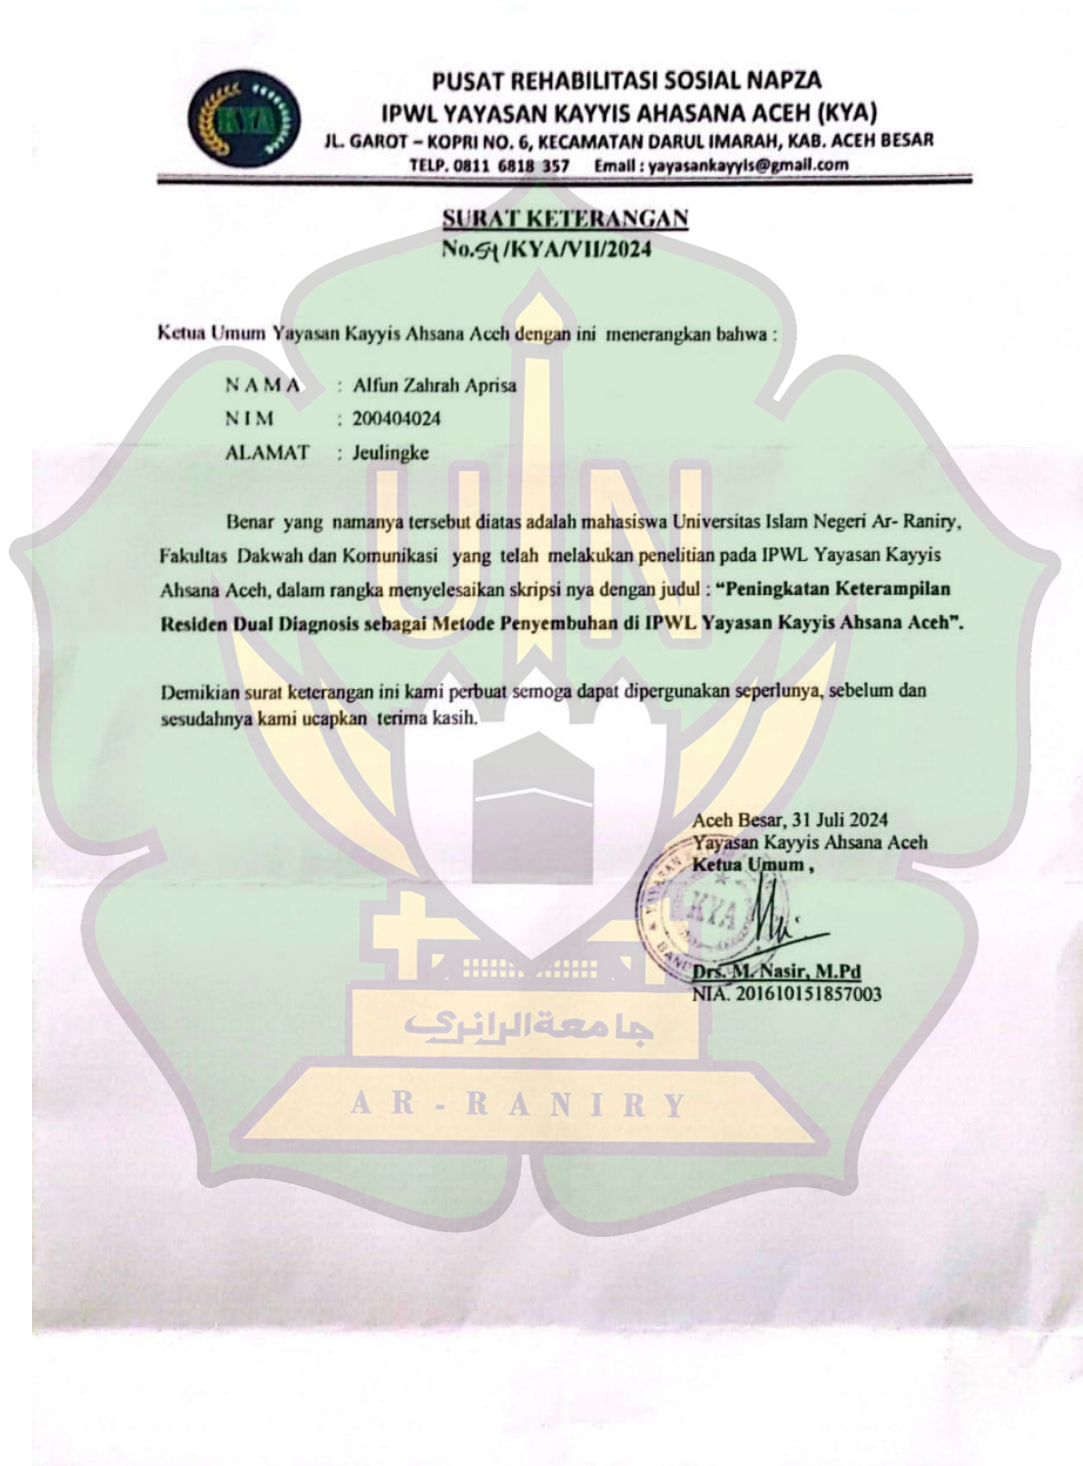 KYA
PUSAT REHABILITASI SOSIAL NAPZA
IPWL YAYASAN KAYYIS AHASANA ACEH (KYA)
JL. GAROT – KOPRI NO. 6, KECAMATAN DARUL IMARAH, KAB. ACEH BESAR
TELP. 0811 6818 357 Email : yayasankayyis@gmail.com
SURAT KETERANGAN
No.54/KYA/VII/2024
Ketua Umum Yayasan Kayyis Ahsana Aceh dengan ini menerangkan bahwa :
N A M A : Alfun Zahrah Aprisa
N I M : 200404024
ALAMAT : Jeulingke
Benar yang namanya tersebut diatas adalah mahasiswa Universitas Islam Negeri Ar- Raniry,
Fakultas Dakwah dan Komunikasi yang telah melakukan penelitian pada IPWL Yayasan Kayyis
Ahsana Aceh, dalam rangka menyelesaikan skripsi nya dengan judul : “Peningkatan Keterampilan
Residen Dual Diagnosis sebagai Metode Penyembuhan di IPWL Yayasan Kayyis Ahsana Aceh”.
Demikian surat keterangan ini kami perbuat semoga dapat dipergunakan seperlunya, sebelum dan
sesudahnya kami ucapkan terima kasih.
Aceh Besar, 31 Juli 2024
Yayasan Kayyis Ahsana Aceh
Ketua Umum ,
YAYASAN
KYA
Drs. M. Nasir, M.Pd
NIA. 201610151857003
UIN
جامعة الرانري
AR-RANIRY